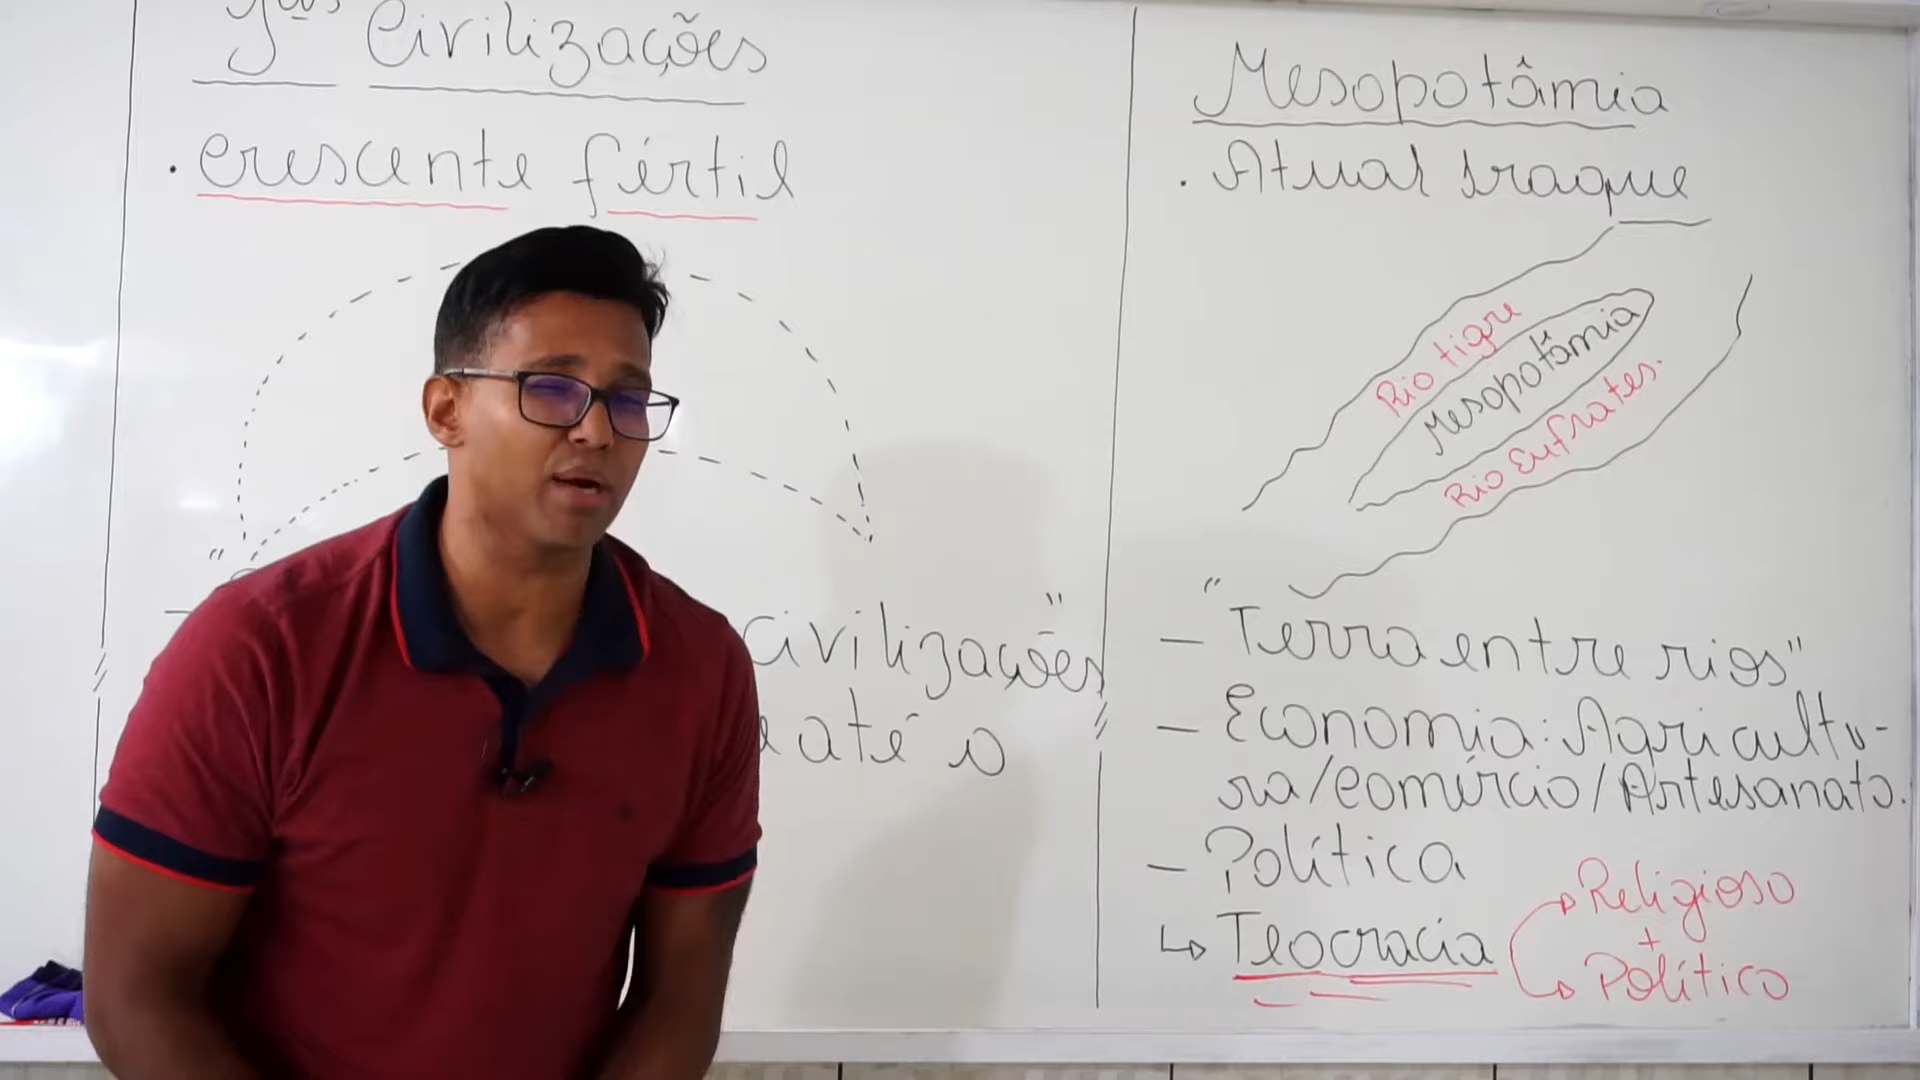 1ªs Civilizações
. Crescente fértil
"
civilizações"
até o
Mesopotâmia
. Atual Iraque
Rio tigre
Mesopotâmia
Rio Eufrates.
- "Terra entre rios"
- Economia: Agricultu-
ra/Comércio/Artesanato.
- Política
↳ Teocracia
Religioso
+
Político